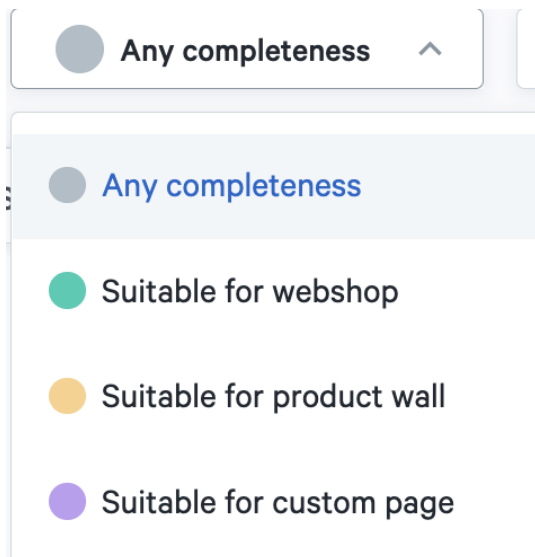 Any completeness
Any completeness
Suitable for webshop
Suitable for product wall
Suitable for custom page